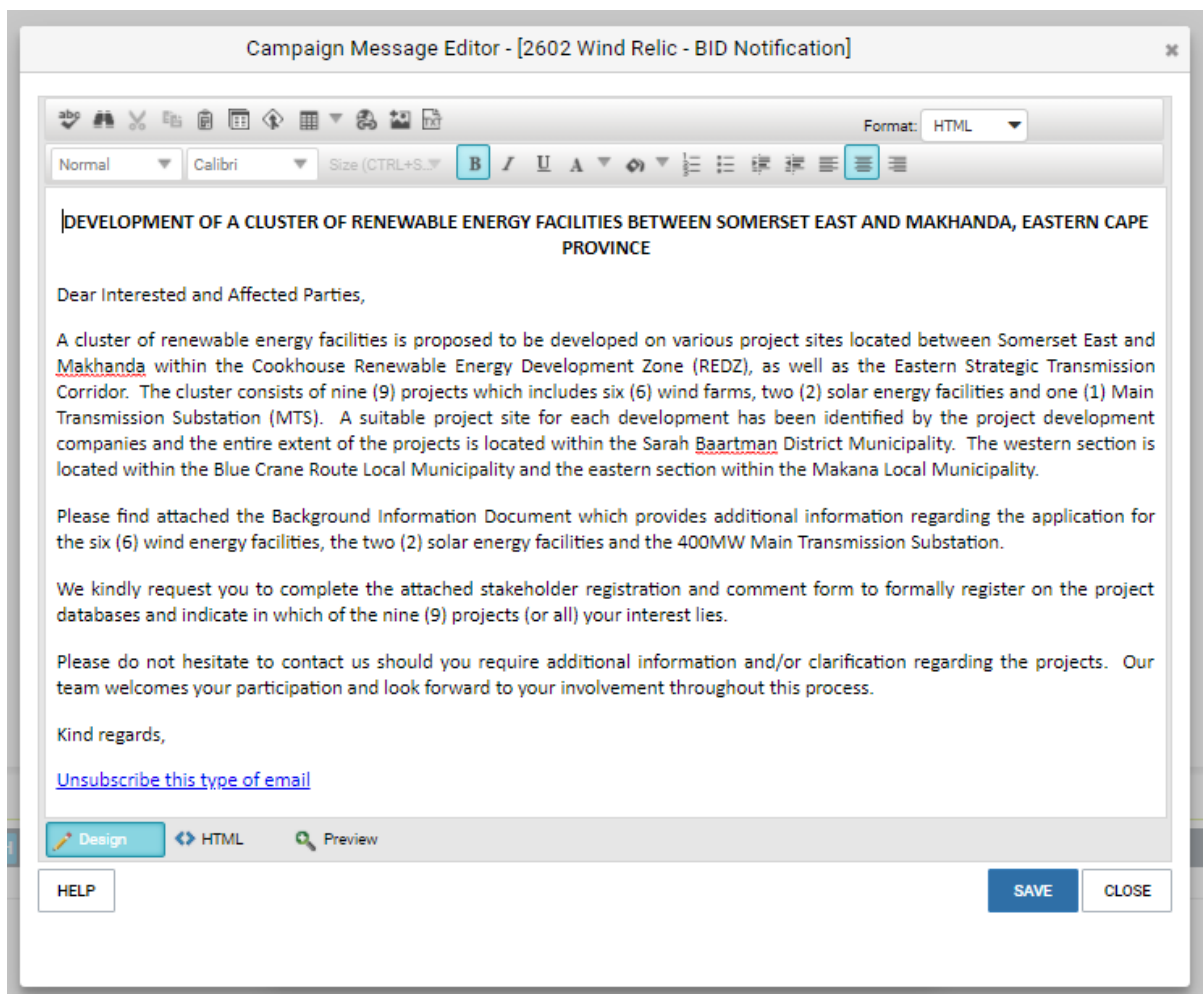 Campaign Message Editor - [2602 Wind Relic - BID Notification]
abc
TXT
Format: HTML
Normal Calibri Size (CTRL+S... B I U A
DEVELOPMENT OF A CLUSTER OF RENEWABLE ENERGY FACILITIES BETWEEN SOMERSET EAST AND MAKHANDA, EASTERN CAPE
PROVINCE
Dear Interested and Affected Parties,
A cluster of renewable energy facilities is proposed to be developed on various project sites located between Somerset East and
Makhanda within the Cookhouse Renewable Energy Development Zone (REDZ), as well as the Eastern Strategic Transmission
Corridor. The cluster consists of nine (9) projects which includes six (6) wind farms, two (2) solar energy facilities and one (1) Main
Transmission Substation (MTS). A suitable project site for each development has been identified by the project development
companies and the entire extent of the projects is located within the Sarah Baartman District Municipality. The western section is
located within the Blue Crane Route Local Municipality and the eastern section within the Makana Local Municipality.
Please find attached the Background Information Document which provides additional information regarding the application for
the six (6) wind energy facilities, the two (2) solar energy facilities and the 400MW Main Transmission Substation.
We kindly request you to complete the attached stakeholder registration and comment form to formally register on the project
databases and indicate in which of the nine (9) projects (or all) your interest lies.
Please do not hesitate to contact us should you require additional information and/or clarification regarding the projects. Our
team welcomes your participation and look forward to your involvement throughout this process.
Kind regards,
Unsubscribe this type of email
Design HTML Preview
HELP SAVE CLOSE